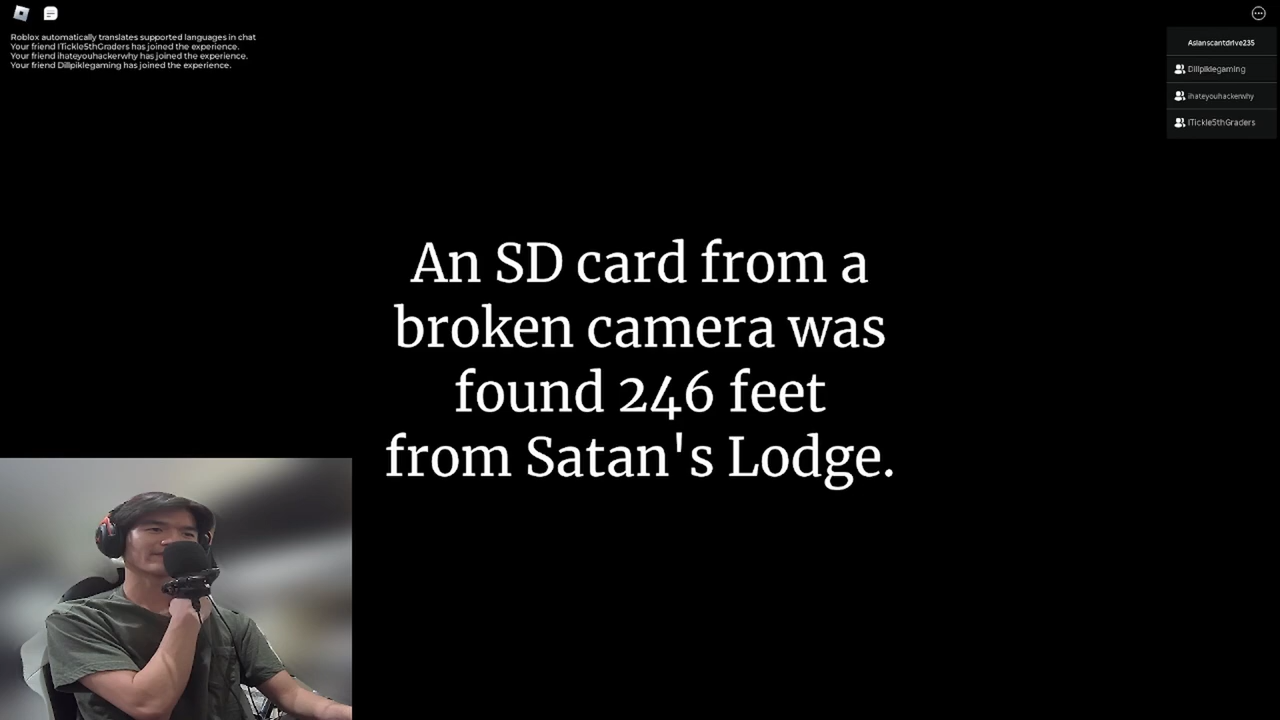 Roblox automatically translates supported languages in chat
Your friend ITickle5thGraders has joined the experience.
Your friend ihateyouhackerwhy has joined the experience.
Your friend Dillpiklegaming has joined the experience.
Asianscantdrive235
Dillpiklegaming
ihateyouhackerwhy
ITickle5thGraders
An SD card from a
broken camera was
found 246 feet
from Satan's Lodge.